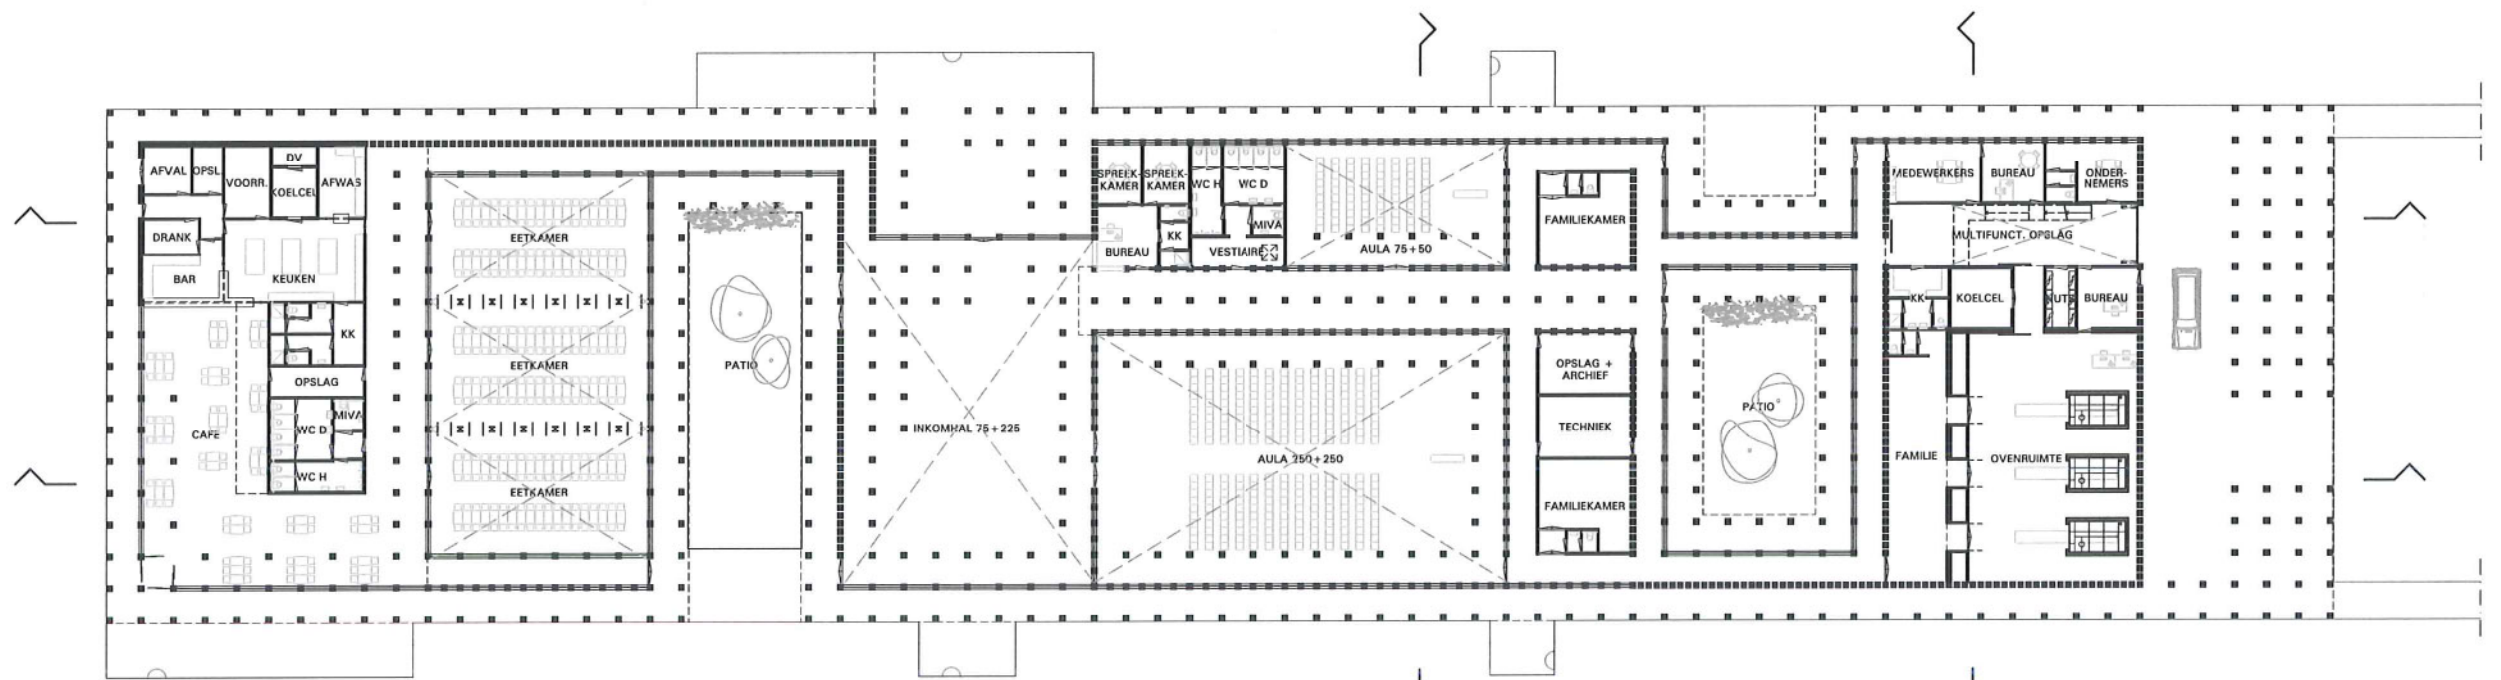 AFVAL
OPSL.
VOORR.
DV
KOELCEL
AFWAS
DRANK
BAR
KEUKEN
KK
OPSLAG
MIVA
WC D
WC H
CAFE
EETKAMER
EETKAMER
EETKAMER
PATIO
INKOMHAL 75+225
SPREEK-
KAMER
SPREEK-
KAMER
WC H
WC D
MIVA
KK
BUREAU
VESTIAIRE
AULA 75+50
AULA 250+250
FAMILIEKAMER
OPSLAG +
ARCHIEF
TECHNIEK
FAMILIEKAMER
PATIO
MEDEWERKERS
BUREAU
ONDER-
NEMERS
MULTIFUNCT. OPSLAG
KK
KOELCEL
NUTS
BUREAU
FAMILIE
OVENRUIMTE